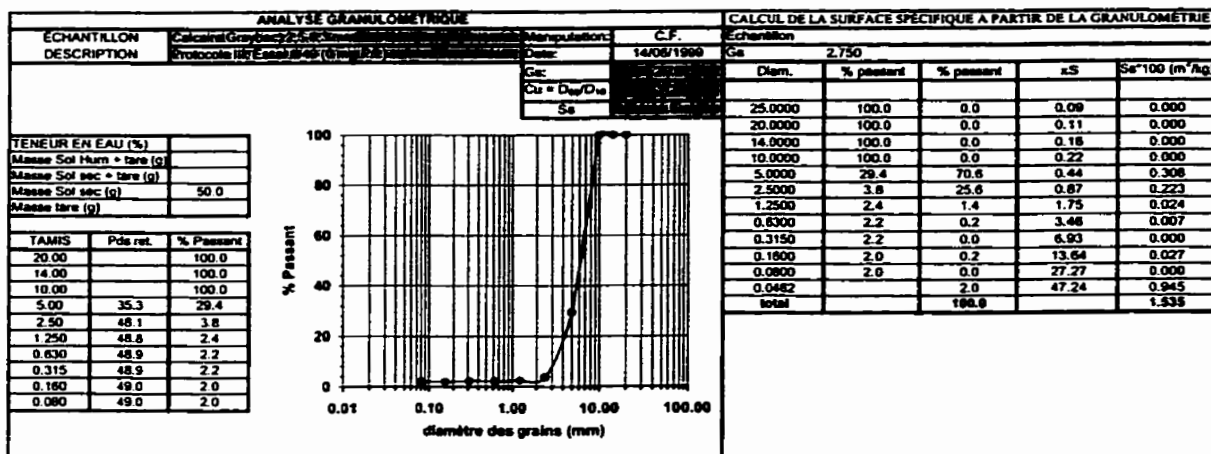 ANALYSE GRANULOMÉTRIQUE
ÉCHANTILLON Manipulation: C.F.
DESCRIPTION Date: 14/06/1999
Gs:
Cu = D60/D10
Ss
TENEUR EN EAU (%)
Masse Sol Hum + tare (g)
Masse Sol sec + tare (g)
Masse Sol sec (g) 50.0
Masse tare (g)
TAMIS Pds ret. % Passant
20.00 100.0
14.00 100.0
10.00 100.0
5.00 35.3 29.4
2.50 48.1 3.8
1.250 48.8 2.4
0.630 48.9 2.2
0.315 48.9 2.2
0.160 49.0 2.0
0.080 49.0 2.0
% Passant
100
80
60
40
20
0
0.01 0.10 1.00 10.00 100.00
diamètre des grains (mm)
CALCUL DE LA SURFACE SPÉCIFIQUE A PARTIR DE LA GRANULOMÉTRIE
Échantillon
Gs 2.750
Diam. % passant % passant xS Ss*100 (m²/kg)
25.0000 100.0 0.0 0.09 0.000
20.0000 100.0 0.0 0.11 0.000
14.0000 100.0 0.0 0.16 0.000
10.0000 100.0 0.0 0.22 0.000
5.0000 29.4 70.6 0.44 0.308
2.5000 3.8 25.6 0.87 0.223
1.2500 2.4 1.4 1.75 0.024
0.6300 2.2 0.2 3.46 0.007
0.3150 2.2 0.0 6.93 0.000
0.1600 2.0 0.2 13.64 0.027
0.0800 2.0 0.0 27.27 0.000
0.0462 2.0 47.24 0.945
total 100.0 1.535